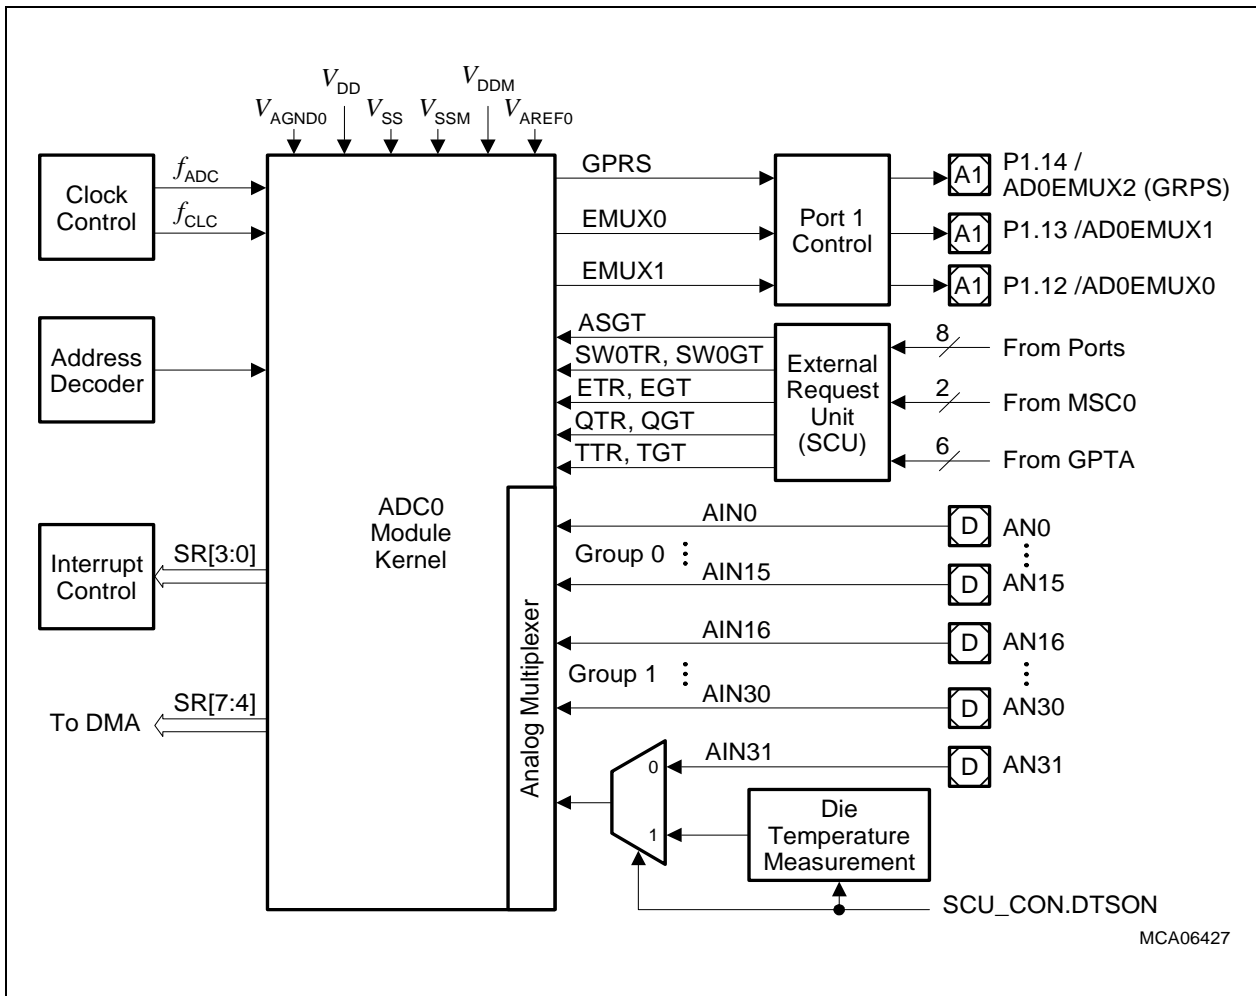 VAGND0
VDD
VSS
VSSM
VDDM
VAREF0
Clock
Control
fADC
fCLC
Address
Decoder
Interrupt
Control
SR[3:0]
To DMA
SR[7:4]
ADC0
Module
Kernel
Analog Multiplexer
GPRS
EMUX0
EMUX1
Port 1
Control
A1
P1.14 /
AD0EMUX2 (GRPS)
A1
P1.13 /AD0EMUX1
A1
P1.12 /AD0EMUX0
ASGT
SW0TR, SW0GT
ETR, EGT
QTR, QGT
TTR, TGT
External
Request
Unit
(SCU)
8
From Ports
2
From MSC0
6
From GPTA
AIN0
D
AN0
Group 0
AIN15
D
AN15
AIN16
D
AN16
Group 1
AIN30
D
AN30
AIN31
D
AN31
0
1
Die
Temperature
Measurement
SCU_CON.DTSON
MCA06427